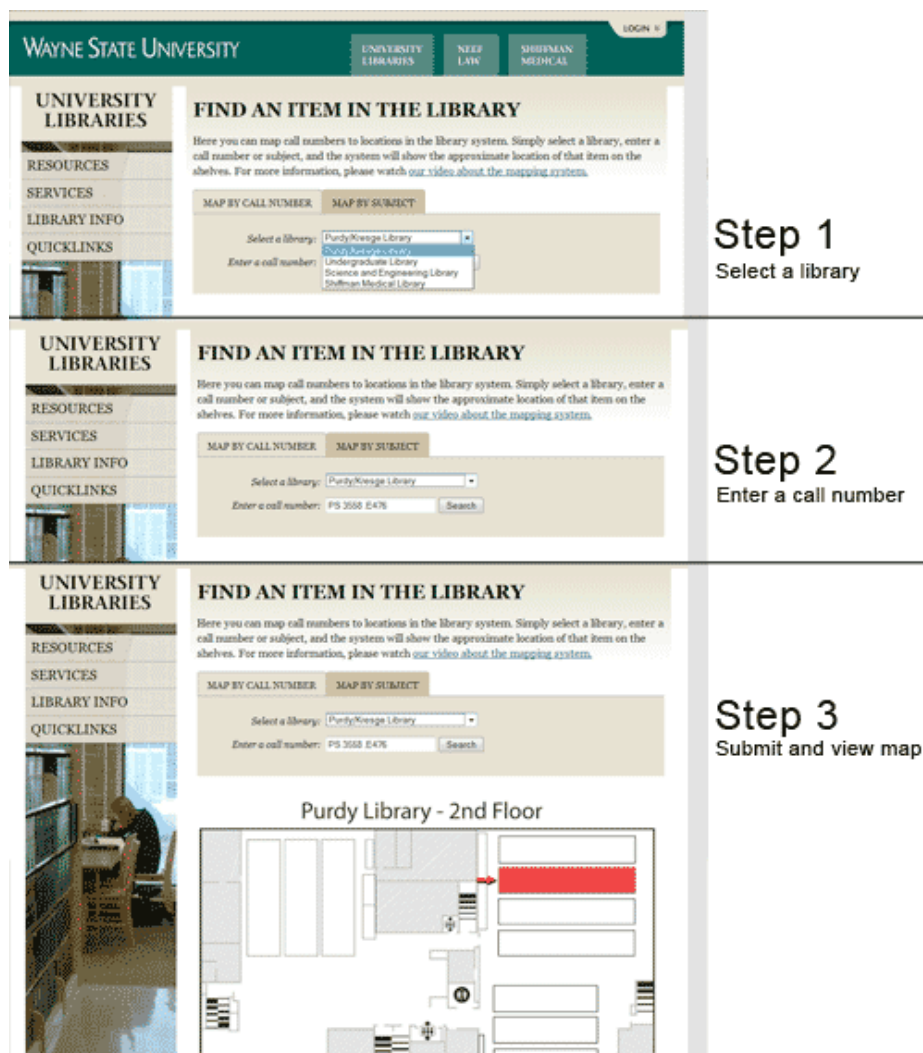 LOGIN
WAYNE STATE UNIVERSITY
UNIVERSITY LIBRARIES
NEEF LAW
SHIFFMAN MEDICAL
UNIVERSITY
LIBRARIES
RESOURCES
SERVICES
LIBRARY INFO
QUICKLINKS
FIND AN ITEM IN THE LIBRARY
Here you can map call numbers to locations in the library system. Simply select a library, enter a
call number or subject, and the system will show the approximate location of that item on the
shelves. For more information, please watch our video about the mapping system.
MAP BY CALL NUMBER
MAP BY SUBJECT
Select a library: Purdy/Kresge Library
Purdy/Kresge Library
Enter a call number:
Undergraduate Library
Science and Engineering Library
Shiffman Medical Library
Step 1
Select a library
UNIVERSITY
LIBRARIES
RESOURCES
SERVICES
LIBRARY INFO
QUICKLINKS
FIND AN ITEM IN THE LIBRARY
Here you can map call numbers to locations in the library system. Simply select a library, enter a
call number or subject, and the system will show the approximate location of that item on the
shelves. For more information, please watch our video about the mapping system.
MAP BY CALL NUMBER
MAP BY SUBJECT
Select a library: Purdy/Kresge Library
Enter a call number: PS 3558 .E476 Search
Step 2
Enter a call number
UNIVERSITY
LIBRARIES
RESOURCES
SERVICES
LIBRARY INFO
QUICKLINKS
FIND AN ITEM IN THE LIBRARY
Here you can map call numbers to locations in the library system. Simply select a library, enter a
call number or subject, and the system will show the approximate location of that item on the
shelves. For more information, please watch our video about the mapping system.
MAP BY CALL NUMBER
MAP BY SUBJECT
Select a library: Purdy/Kresge Library
Enter a call number: PS 3558 .E476 Search
Step 3
Submit and view map
Purdy Library - 2nd Floor